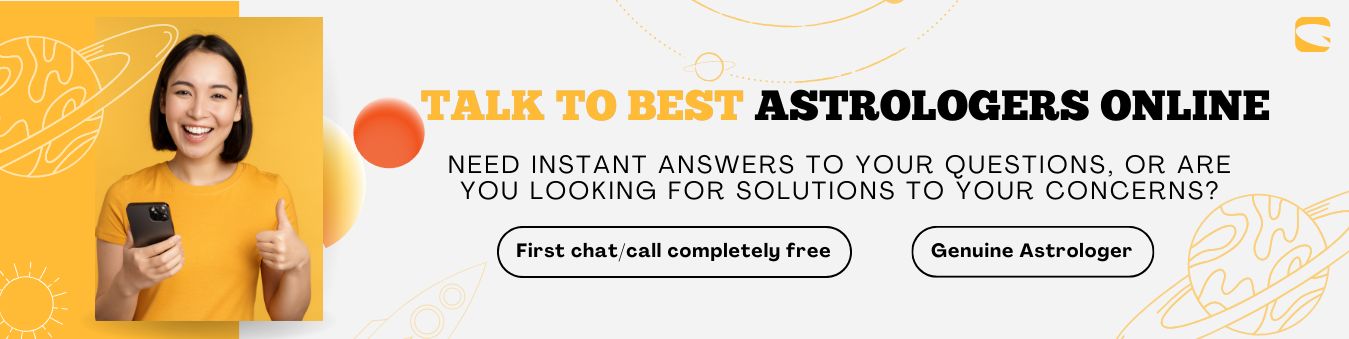 TALK TO BEST ASTROLOGERS ONLINE
NEED INSTANT ANSWERS TO YOUR QUESTIONS, OR ARE
YOU LOOKING FOR SOLUTIONS TO YOUR CONCERNS?
First chat/call completely free
Genuine Astrologer